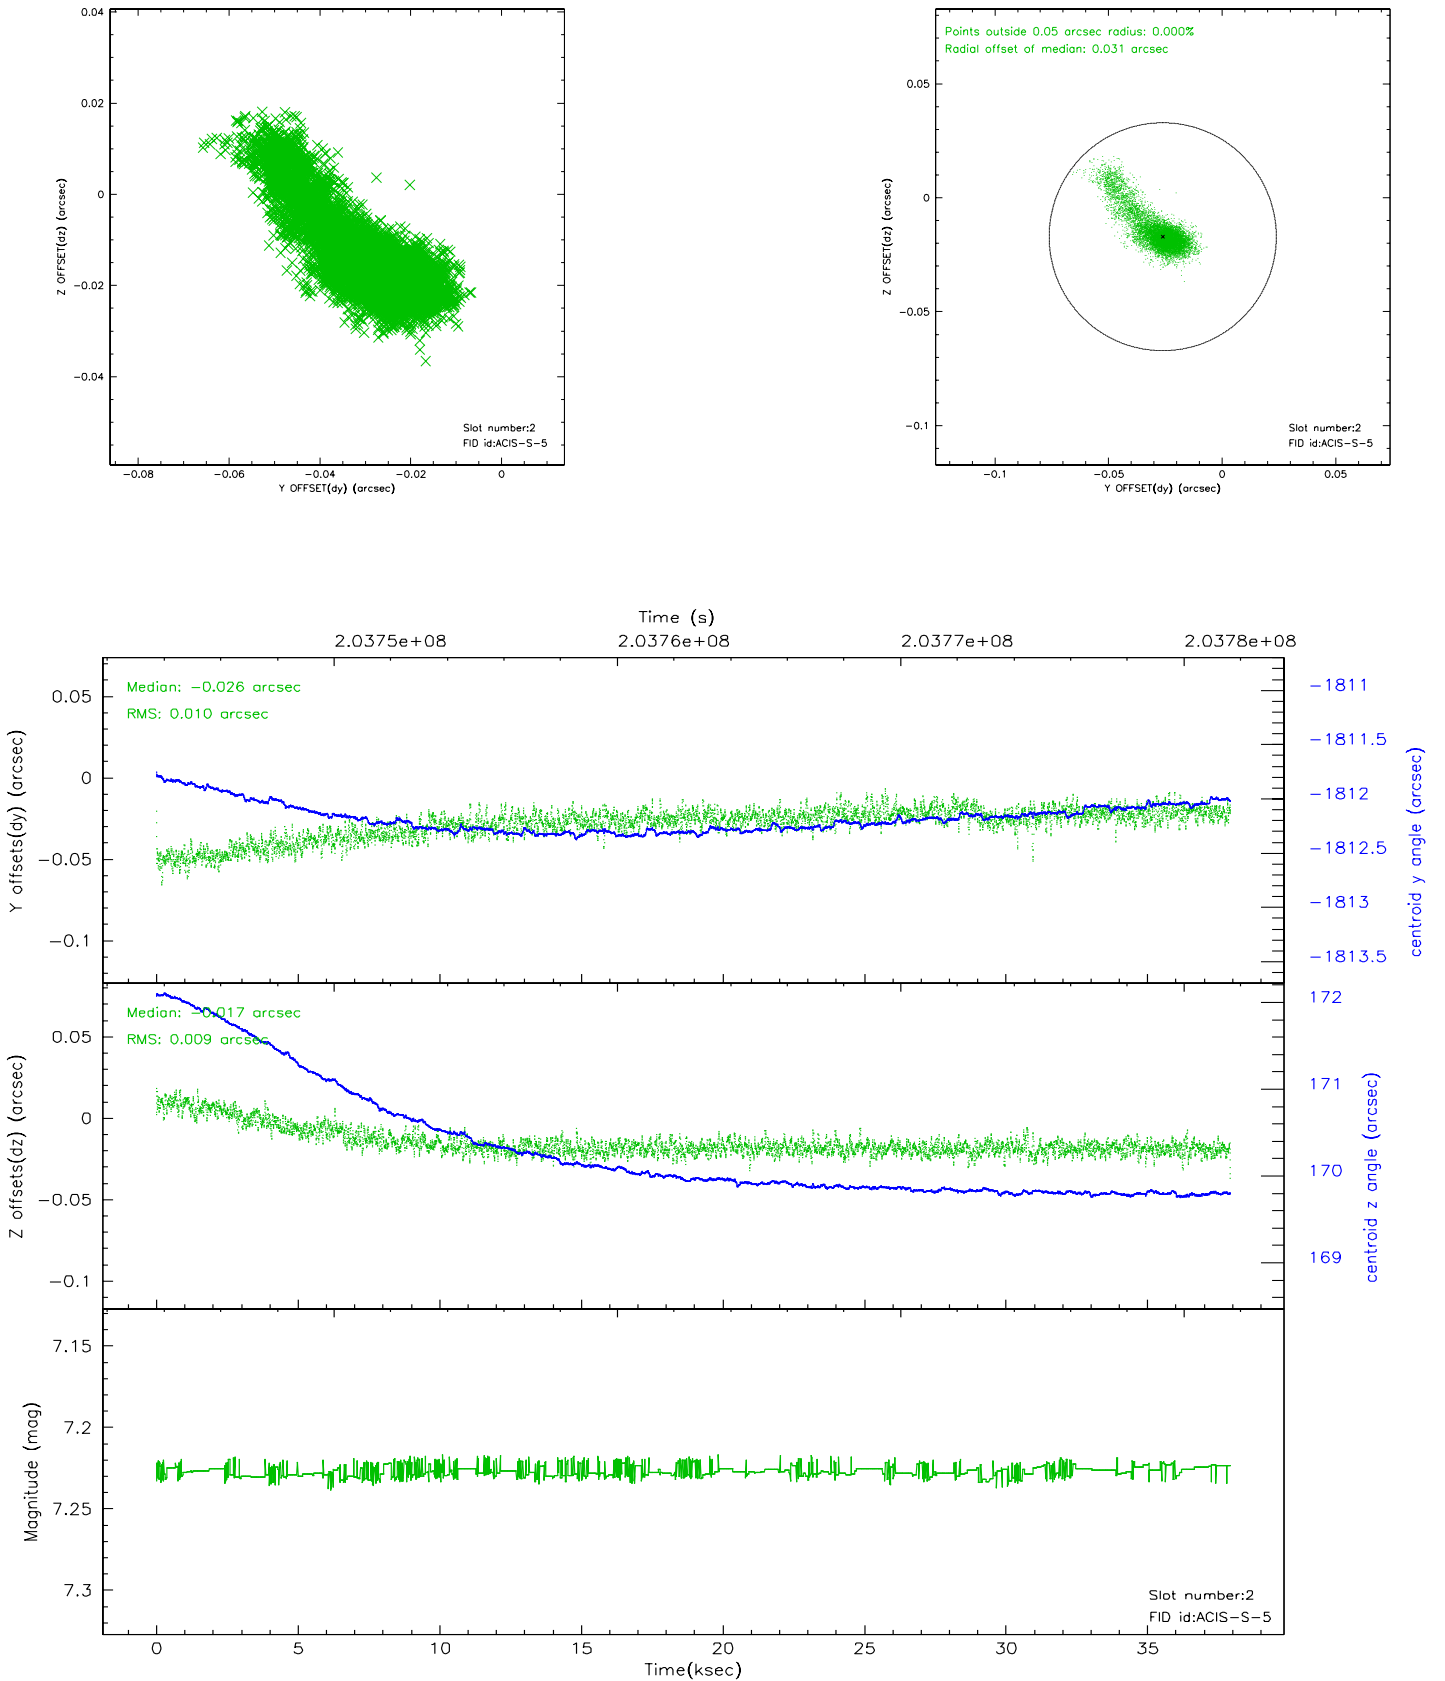 0.04
0.02
0
−0.02
−0.04
Z OFFSET(dz) (arcsec)
Slot number:2
FID id:ACIS−S−5
−0.08
−0.06
−0.04
−0.02
0
Y OFFSET(dy) (arcsec)
Points outside 0.05 arcsec radius: 0.000%
Radial offset of median: 0.031 arcsec
0.05
0
−0.05
−0.1
Z OFFSET(dz) (arcsec)
Slot number:2
FID id:ACIS−S−5
−0.1
−0.05
0
0.05
Y OFFSET(dy) (arcsec)
Time (s)
2.0375e+08
2.0376e+08
2.0377e+08
2.0378e+08
Median: −0.026 arcsec
RMS: 0.010 arcsec
0.05
0
−0.05
−0.1
Y offsets(dy) (arcsec)
−1811
−1811.5
−1812
−1812.5
−1813
−1813.5
centroid y angle (arcsec)
Median: −0.017 arcsec
RMS: 0.009 arcsec
0.05
0
−0.05
−0.1
Z offsets(dz) (arcsec)
172
171
170
169
centroid z angle (arcsec)
7.15
7.2
7.25
7.3
Magnitude (mag)
Slot number:2
FID id:ACIS−S−5
0
5
10
15
20
25
30
35
Time(ksec)